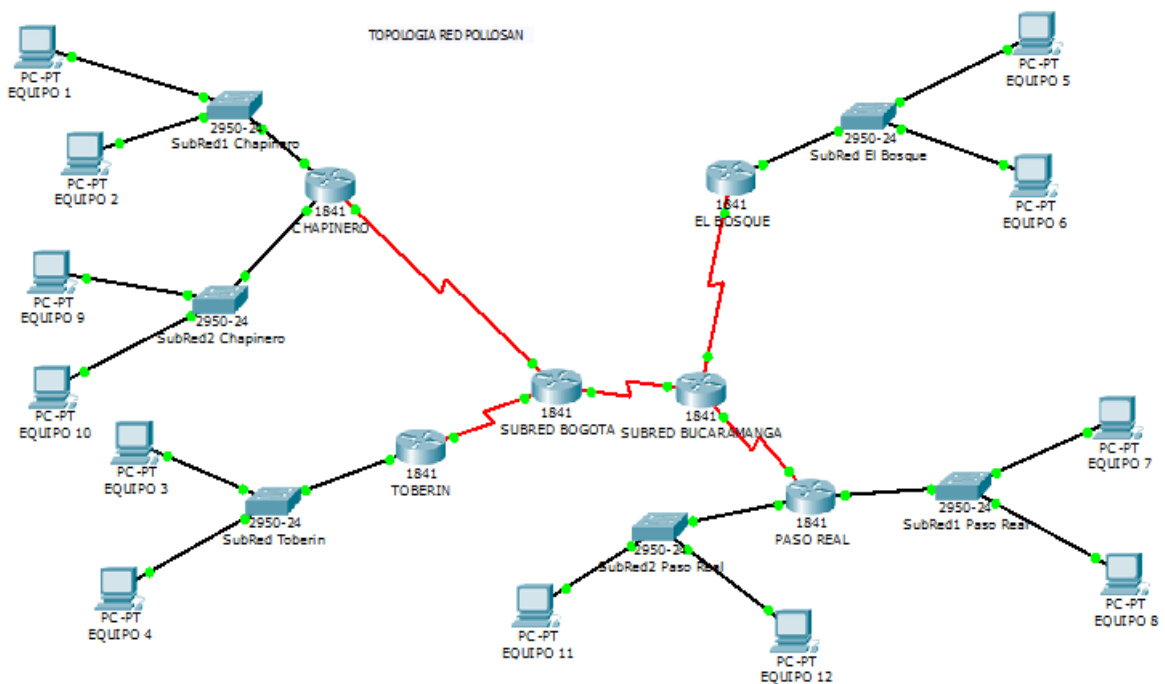 TOPOLOGIA RED POLLOSAN
PC-PT
EQUIPO 1
2950-24
SubRed1 Chapinero
PC-PT
EQUIPO 2
1841
CHAPINERO
PC-PT
EQUIPO 9
2950-24
SubRed2 Chapinero
PC-PT
EQUIPO 10
PC-PT
EQUIPO 3
2950-24
SubRed Toberin
PC-PT
EQUIPO 4
1841
TOBERIN
1841
SUBRED BOGOTA
1841
SUBRED BUCARAMANGA
1841
EL BOSQUE
2950-24
SubRed El Bosque
PC-PT
EQUIPO 5
PC-PT
EQUIPO 6
1841
PASO REAL
2950-24
SubRed1 Paso Real
PC-PT
EQUIPO 7
PC-PT
EQUIPO 8
2950-24
SubRed2 Paso Real
PC-PT
EQUIPO 11
PC-PT
EQUIPO 12